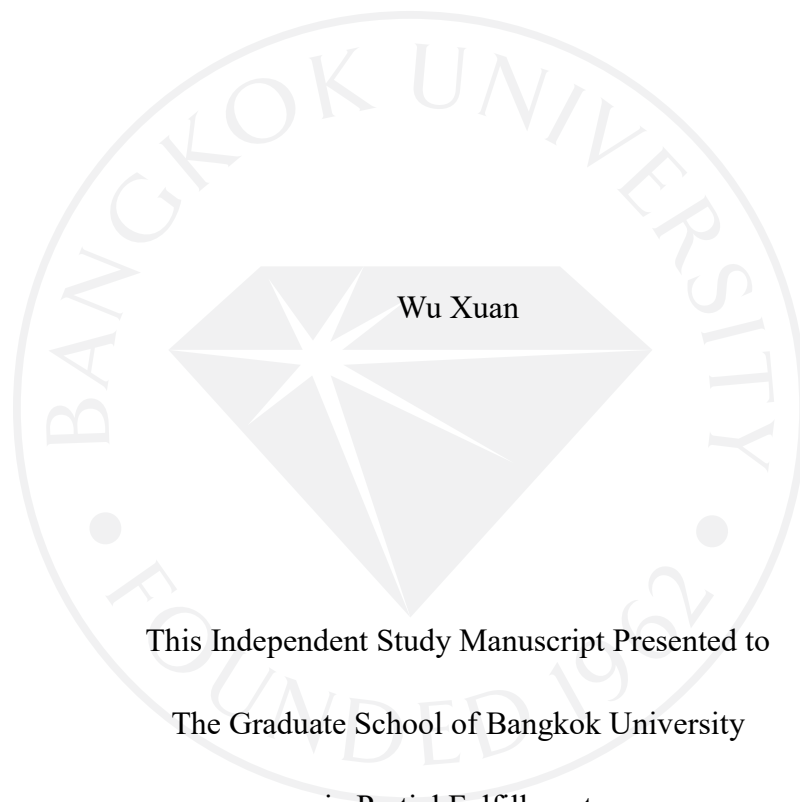 BANGKOK UNIVERSITY
Wu Xuan
This Independent Study Manuscript Presented to
The Graduate School of Bangkok University
FOUNDED 1962
in Partial Fulfillment